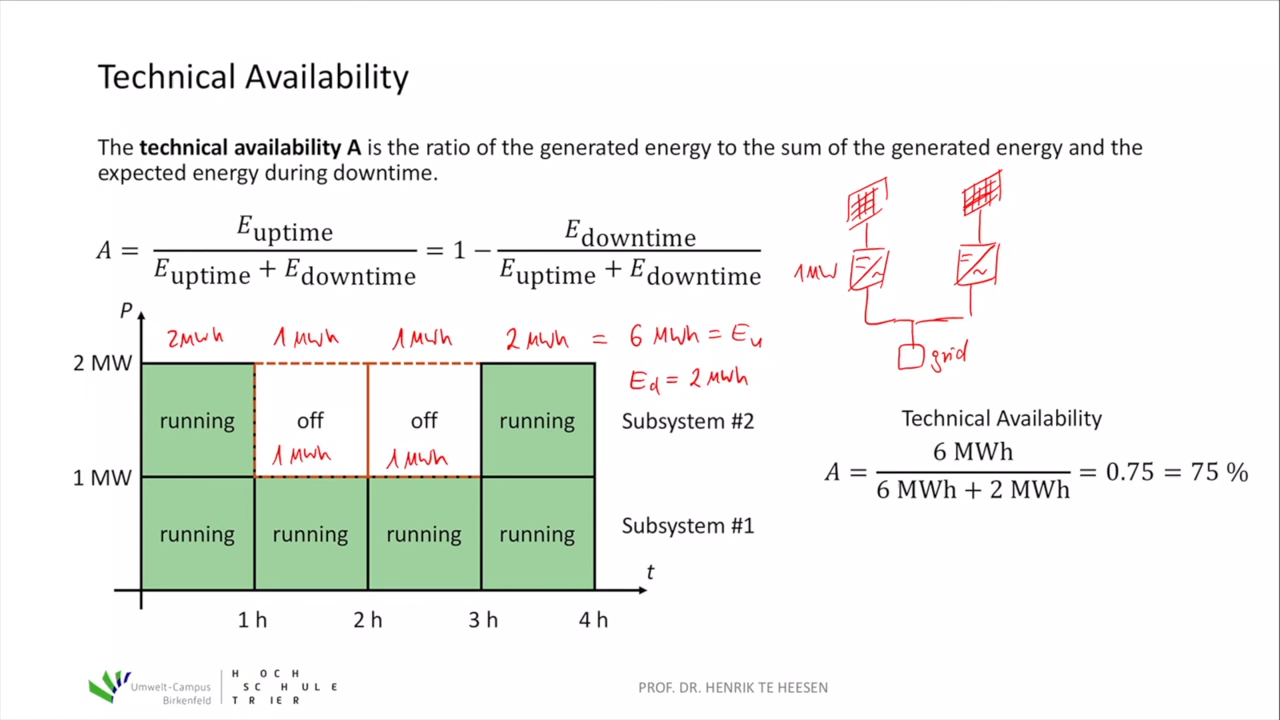 Technical Availability
The technical availability A is the ratio of the generated energy to the sum of the generated energy and the
expected energy during downtime.
A = E_uptime / (E_uptime + E_downtime) = 1 − E_downtime / (E_uptime + E_downtime)
1 MW
grid
P
2 MWh 1 MWh 1 MWh 2 MWh = 6 MWh = E_u
E_d = 2 MWh
2 MW
running off off running Subsystem #2
1 MWh 1 MWh
1 MW
running running running running Subsystem #1
t
1 h 2 h 3 h 4 h
Technical Availability
A = 6 MWh / (6 MWh + 2 MWh) = 0.75 = 75 %
Umwelt-Campus
Birkenfeld
HOCH
SCHULE
TRIER
PROF. DR. HENRIK TE HEESEN